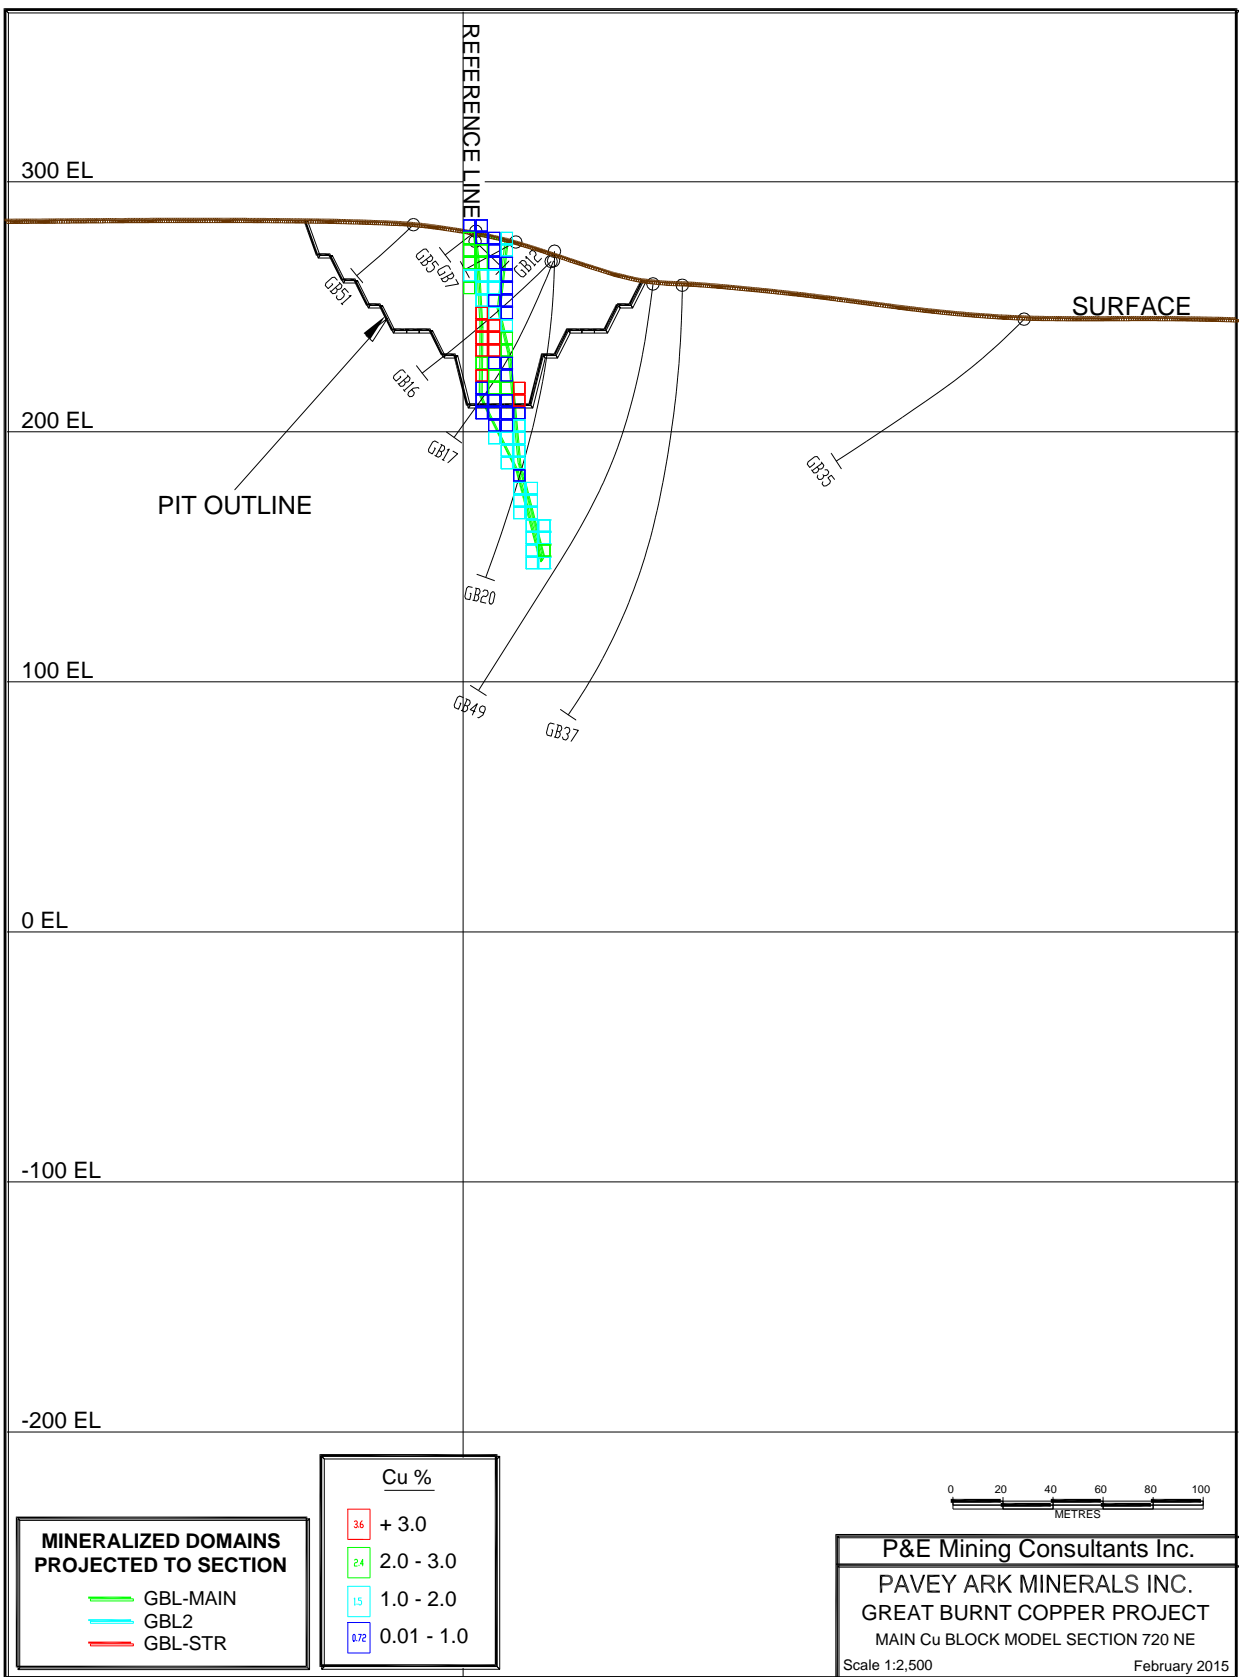 REFERENCE LINE
300 EL
GB51
GB5
GB7
GB12
SURFACE
GB16
200 EL
GB17
GB35
PIT OUTLINE
GB20
100 EL
GB49
GB37
0 EL
-100 EL
-200 EL
Cu %
3.6 + 3.0
2.4 2.0 - 3.0
1.5 1.0 - 2.0
0.72 0.01 - 1.0
MINERALIZED DOMAINS
PROJECTED TO SECTION
GBL-MAIN
GBL2
GBL-STR
0 20 40 60 80 100
METRES
P&E Mining Consultants Inc.
PAVEY ARK MINERALS INC.
GREAT BURNT COPPER PROJECT
MAIN Cu BLOCK MODEL SECTION 720 NE
Scale 1:2,500 February 2015